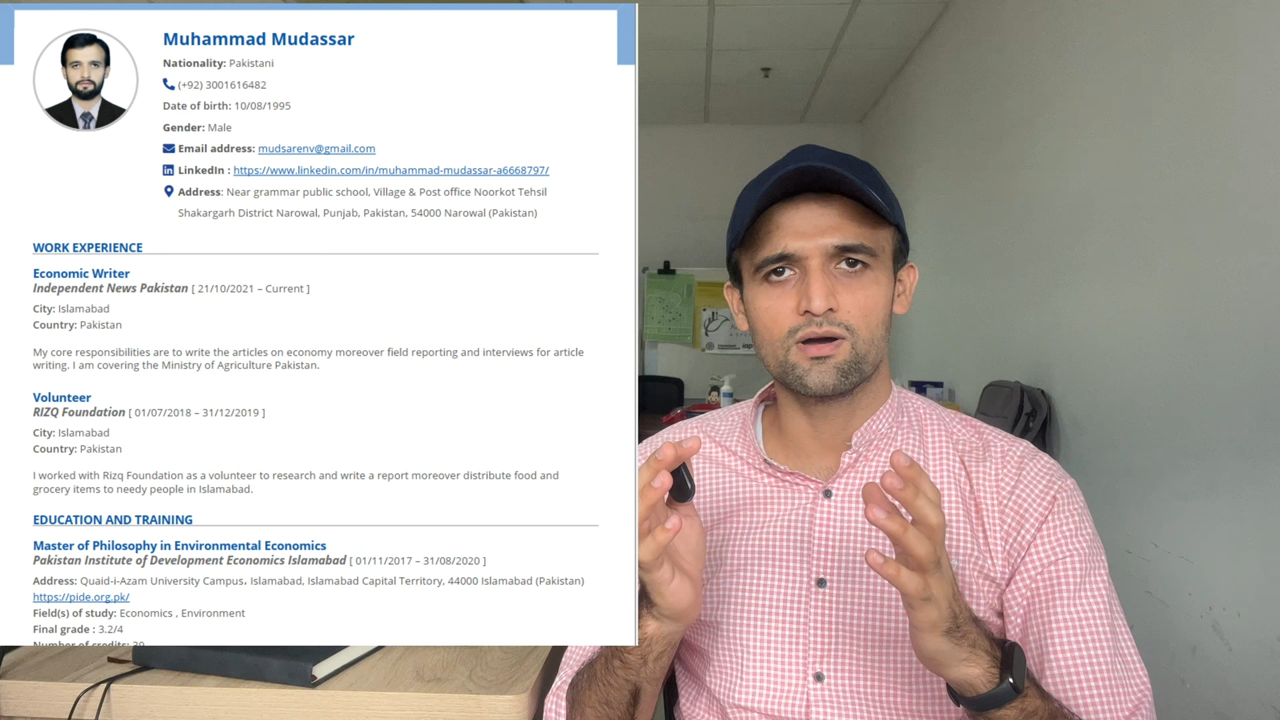 Muhammad Mudassar
Nationality: Pakistani
(+92) 3001616482
Date of birth: 10/08/1995
Gender: Male
Email address: mudsarenv@gmail.com
LinkedIn : https://www.linkedin.com/in/muhammad-mudassar-a6668797/
Address: Near grammar public school, Village & Post office Noorkot Tehsil
Shakargarh District Narowal, Punjab, Pakistan, 54000 Narowal (Pakistan)
WORK EXPERIENCE
Economic Writer
Independent News Pakistan [ 21/10/2021 – Current ]
City: Islamabad
Country: Pakistan
My core responsibilities are to write the articles on economy moreover field reporting and interviews for article
writing. I am covering the Ministry of Agriculture Pakistan.
Volunteer
RIZQ Foundation [ 01/07/2018 – 31/12/2019 ]
City: Islamabad
Country: Pakistan
I worked with Rizq Foundation as a volunteer to research and write a report moreover distribute food and
grocery items to needy people in Islamabad.
EDUCATION AND TRAINING
Master of Philosophy in Environmental Economics
Pakistan Institute of Development Economics Islamabad [ 01/11/2017 – 31/08/2020 ]
Address: Quaid-i-Azam University Campus، Islamabad, Islamabad Capital Territory, 44000 Islamabad (Pakistan)
https://pide.org.pk/
Field(s) of study: Economics , Environment
Final grade : 3.2/4
Number of credits: 39